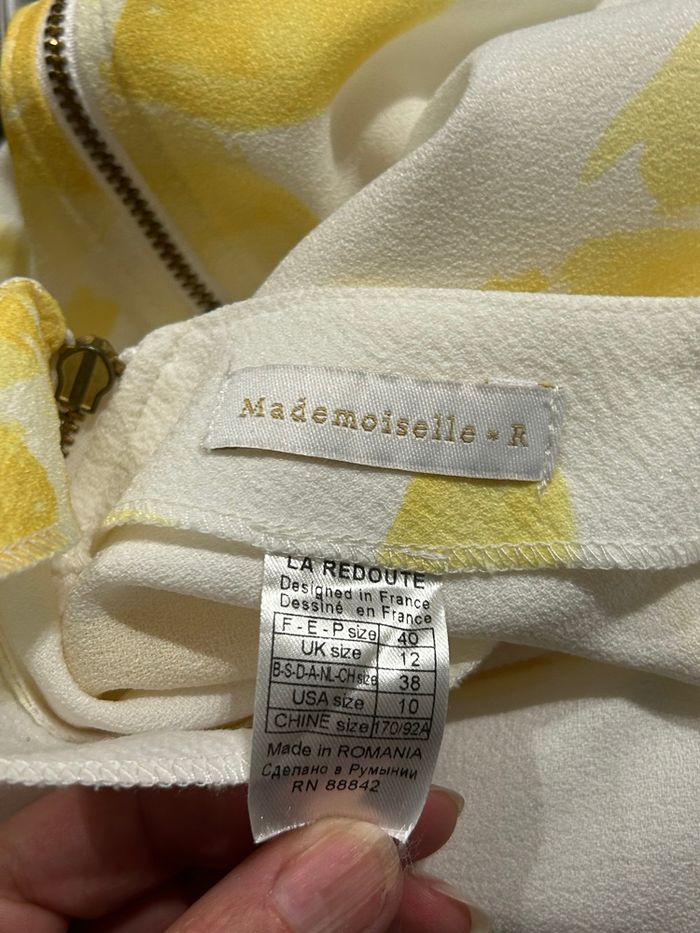 Mademoiselle * R
LA REDOUTE
Designed in France
Dessiné en France
F - E - P size 40
UK size 12
B-S-D-A-NL-CH size 38
USA size 10
CHINE size 170/92A
Made in ROMANIA
Сделано в Румынии
RN 88842